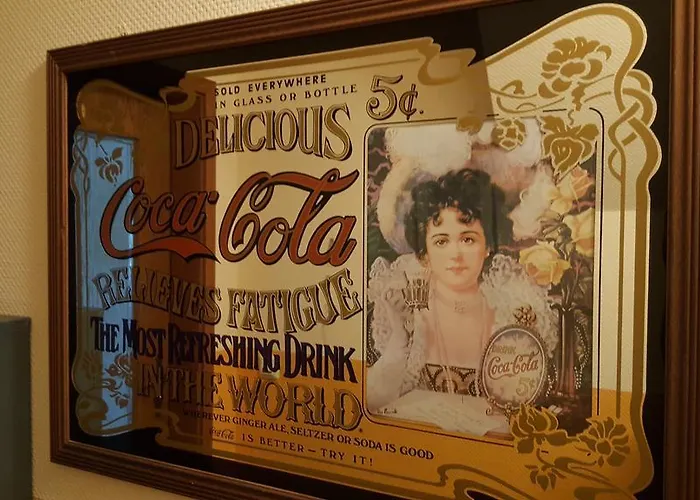 SOLD EVERYWHERE
IN GLASS OR BOTTLE
5¢.
DELICIOUS
Coca-Cola
RELIEVES FATIGUE
THE MOST REFRESHING DRINK
IN THE WORLD.
WHEREVER GINGER ALE, SELTZER OR SODA IS GOOD
Coca-Cola IS BETTER - TRY IT!
DRINK
Coca-Cola
5¢